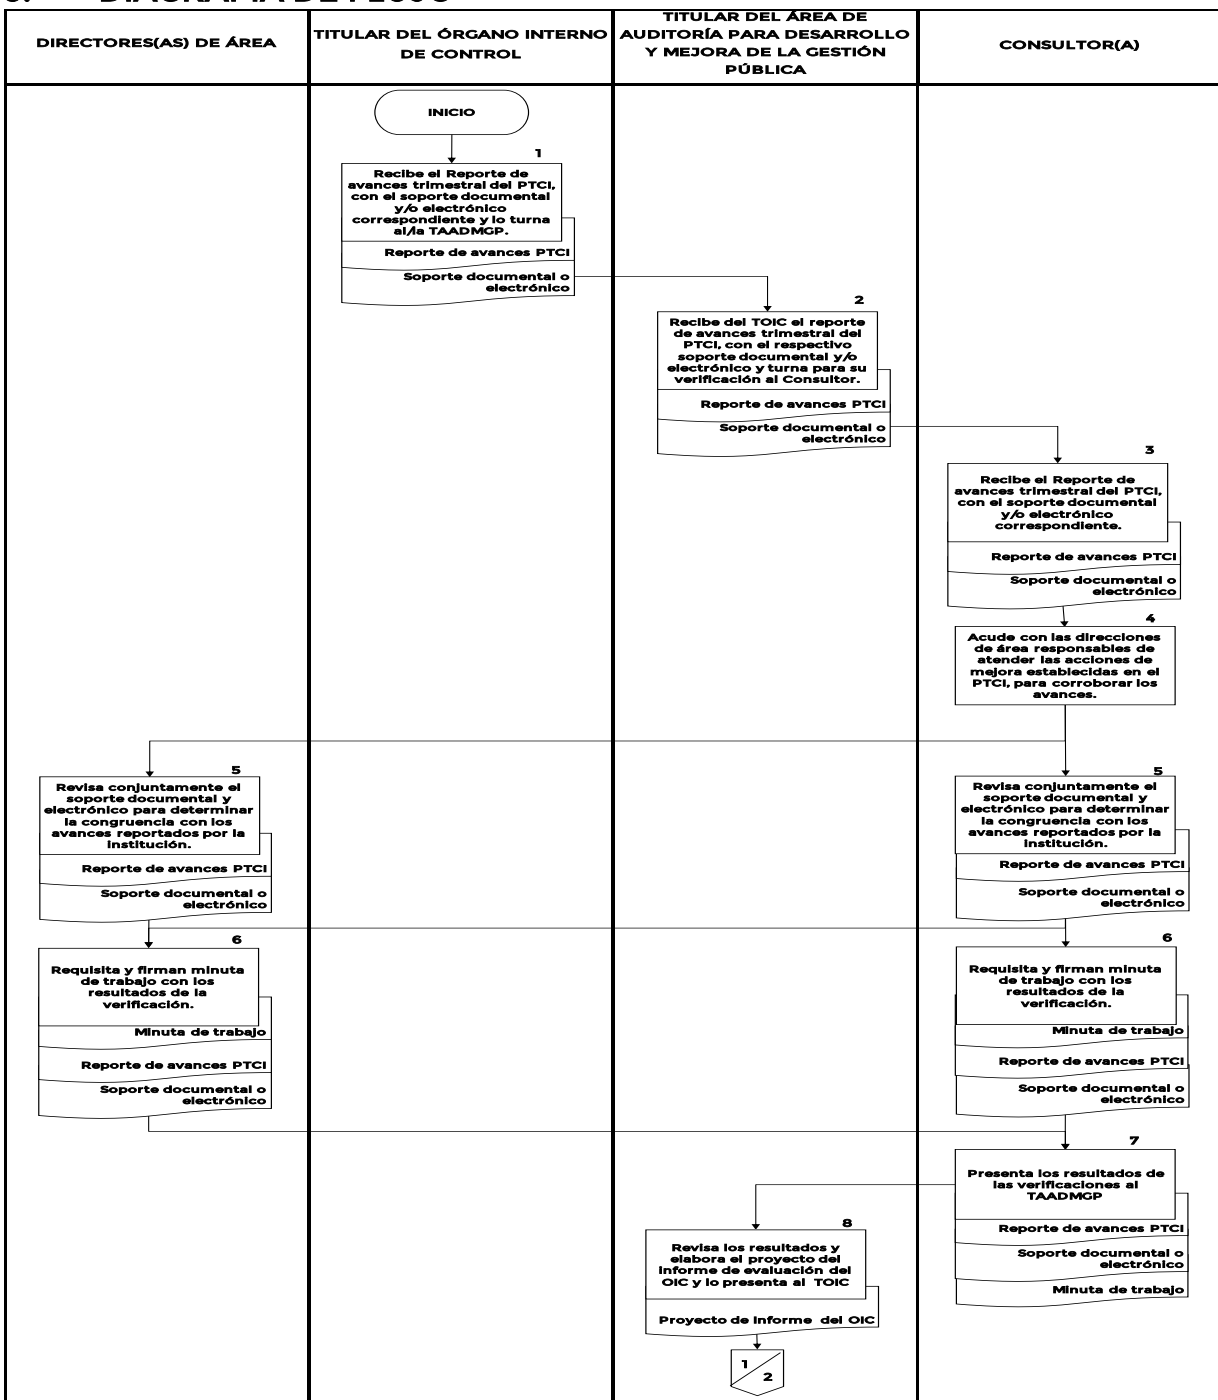 DIAGRAMA DE FLUJO
DIRECTORES(AS) DE ÁREA
TITULAR DEL ÓRGANO INTERNO
DE CONTROL
TITULAR DEL ÁREA DE
AUDITORÍA PARA DESARROLLO
Y MEJORA DE LA GESTIÓN
PÚBLICA
CONSULTOR(A)
INICIO
1
Recibe el Reporte de
avances trimestral del PTCI,
con el soporte documental
y/o electrónico
correspondiente y lo turna
al/la TAADMGP.
Reporte de avances PTCI
Soporte documental o
electrónico
2
Recibe del TOIC el reporte
de avances trimestral del
PTCI, con el respectivo
soporte documental y/o
electrónico y turna para su
verificación al Consultor.
Reporte de avances PTCI
Soporte documental o
electrónico
3
Recibe el Reporte de
avances trimestral del PTCI,
con el soporte documental
y/o electrónico
correspondiente.
Reporte de avances PTCI
Soporte documental o
electrónico
4
Acude con las direcciones
de área responsables de
atender las acciones de
mejora establecidas en el
PTCI, para corroborar los
avances.
5
Revisa conjuntamente el
soporte documental y
electrónico para determinar
la congruencia con los
avances reportados por la
institución.
Reporte de avances PTCI
Soporte documental o
electrónico
5
Revisa conjuntamente el
soporte documental y
electrónico para determinar
la congruencia con los
avances reportados por la
institución.
Reporte de avances PTCI
Soporte documental o
electrónico
6
Requisita y firman minuta
de trabajo con los
resultados de la
verificación.
Minuta de trabajo
Reporte de avances PTCI
Soporte documental o
electrónico
6
Requisita y firman minuta
de trabajo con los
resultados de la
verificación.
Minuta de trabajo
Reporte de avances PTCI
Soporte documental o
electrónico
7
Presenta los resultados de
las verificaciones al
TAADMGP
Reporte de avances PTCI
Soporte documental o
electrónico
Minuta de trabajo
8
Revisa los resultados y
elabora el proyecto del
informe de evaluación del
OIC y lo presenta al TOIC
Proyecto de Informe del OIC
1
2